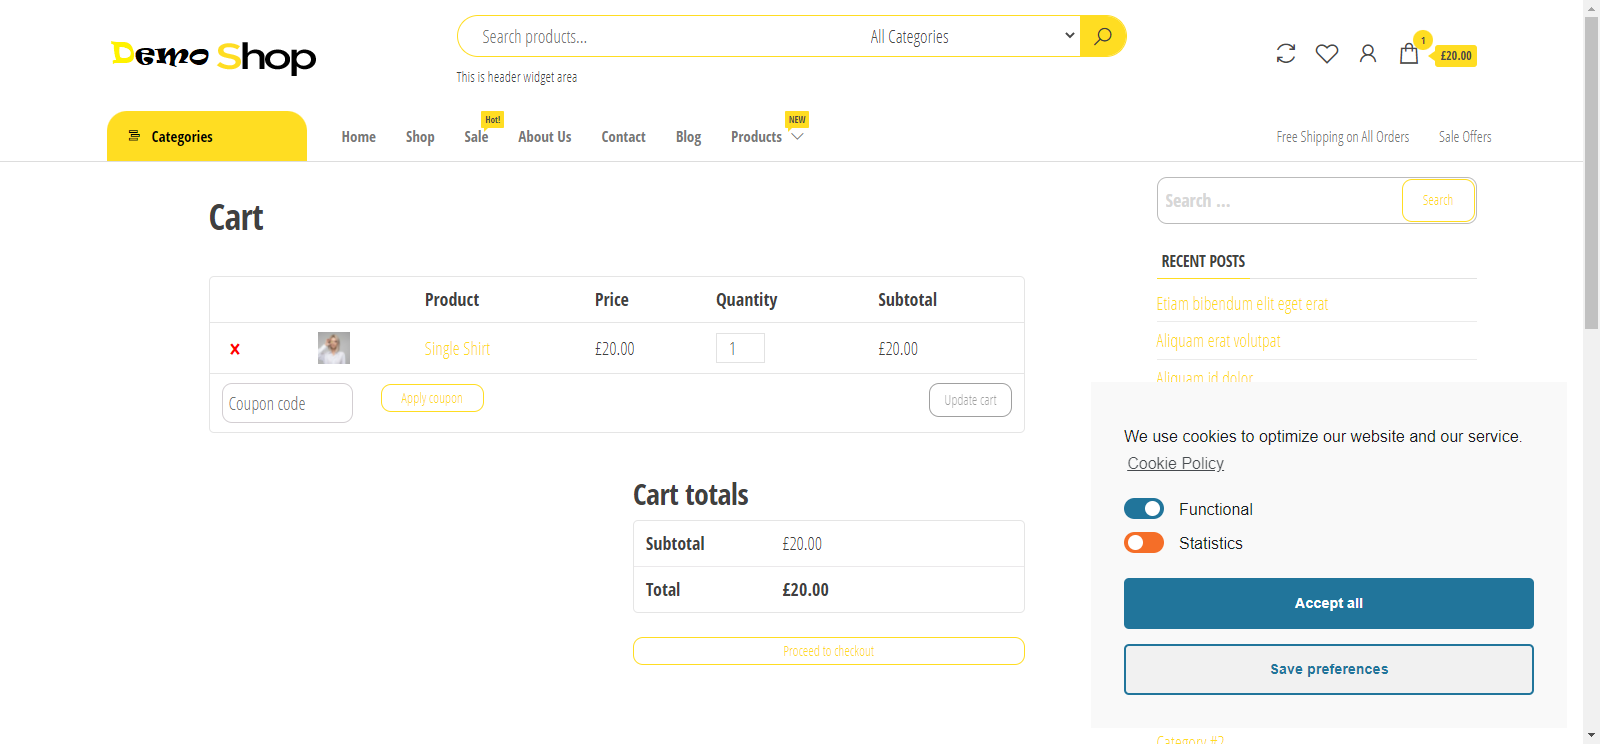 Demo Shop
Search products...
All Categories
This is header widget area
1
£20.00
Categories
Home
Shop
Sale
Hot!
About Us
Contact
Blog
Products
NEW
Free Shipping on All Orders
Sale Offers
Cart
Product Price Quantity Subtotal
x Single Shirt £20.00 1 £20.00
Coupon code
Apply coupon
Update cart
Cart totals
Subtotal £20.00
Total £20.00
Proceed to checkout
Search ...
Search
RECENT POSTS
Etiam bibendum elit eget erat
Aliquam erat volutpat
Aliquam id dolor
We use cookies to optimize our website and our service.
Cookie Policy
Functional
Statistics
Accept all
Save preferences
Category #2